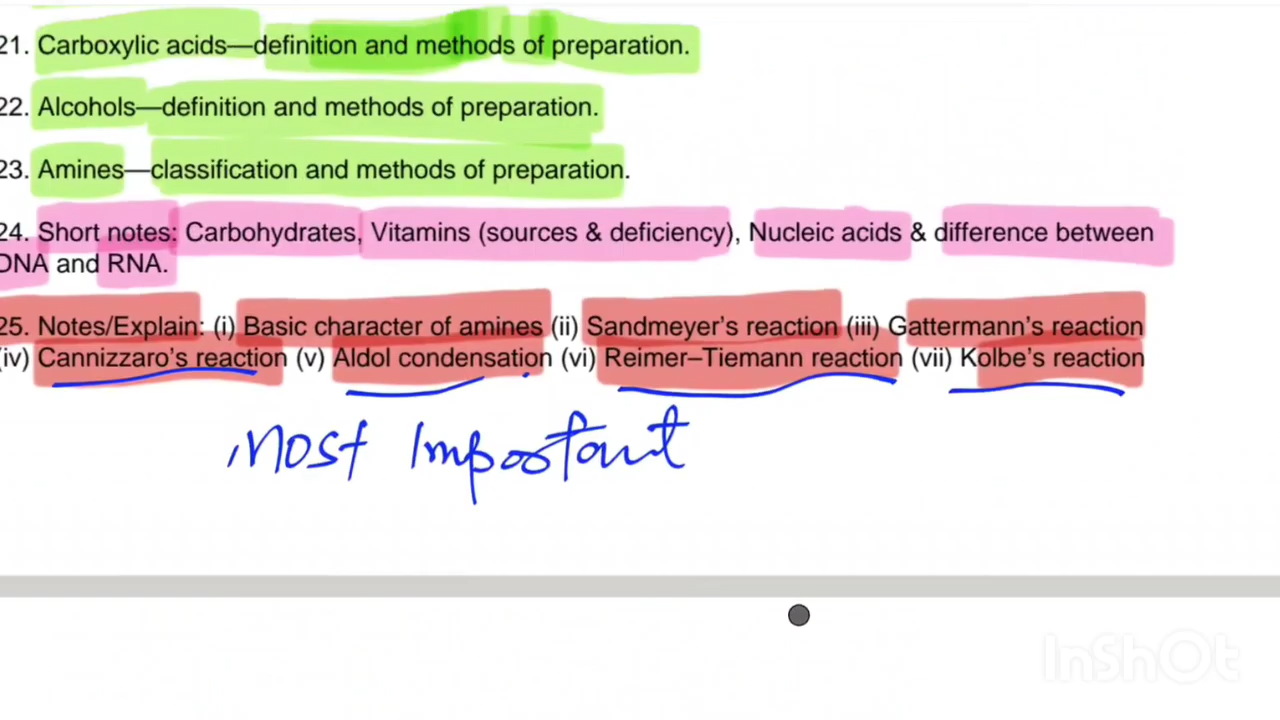 21. Carboxylic acids—definition and methods of preparation.
22. Alcohols—definition and methods of preparation.
23. Amines—classification and methods of preparation.
24. Short notes: Carbohydrates, Vitamins (sources & deficiency), Nucleic acids & difference between
DNA and RNA.
25. Notes/Explain: (i) Basic character of amines (ii) Sandmeyer’s reaction (iii) Gattermann’s reaction
(iv) Cannizzaro’s reaction (v) Aldol condensation (vi) Reimer–Tiemann reaction (vii) Kolbe’s reaction
Most Important
InShOt